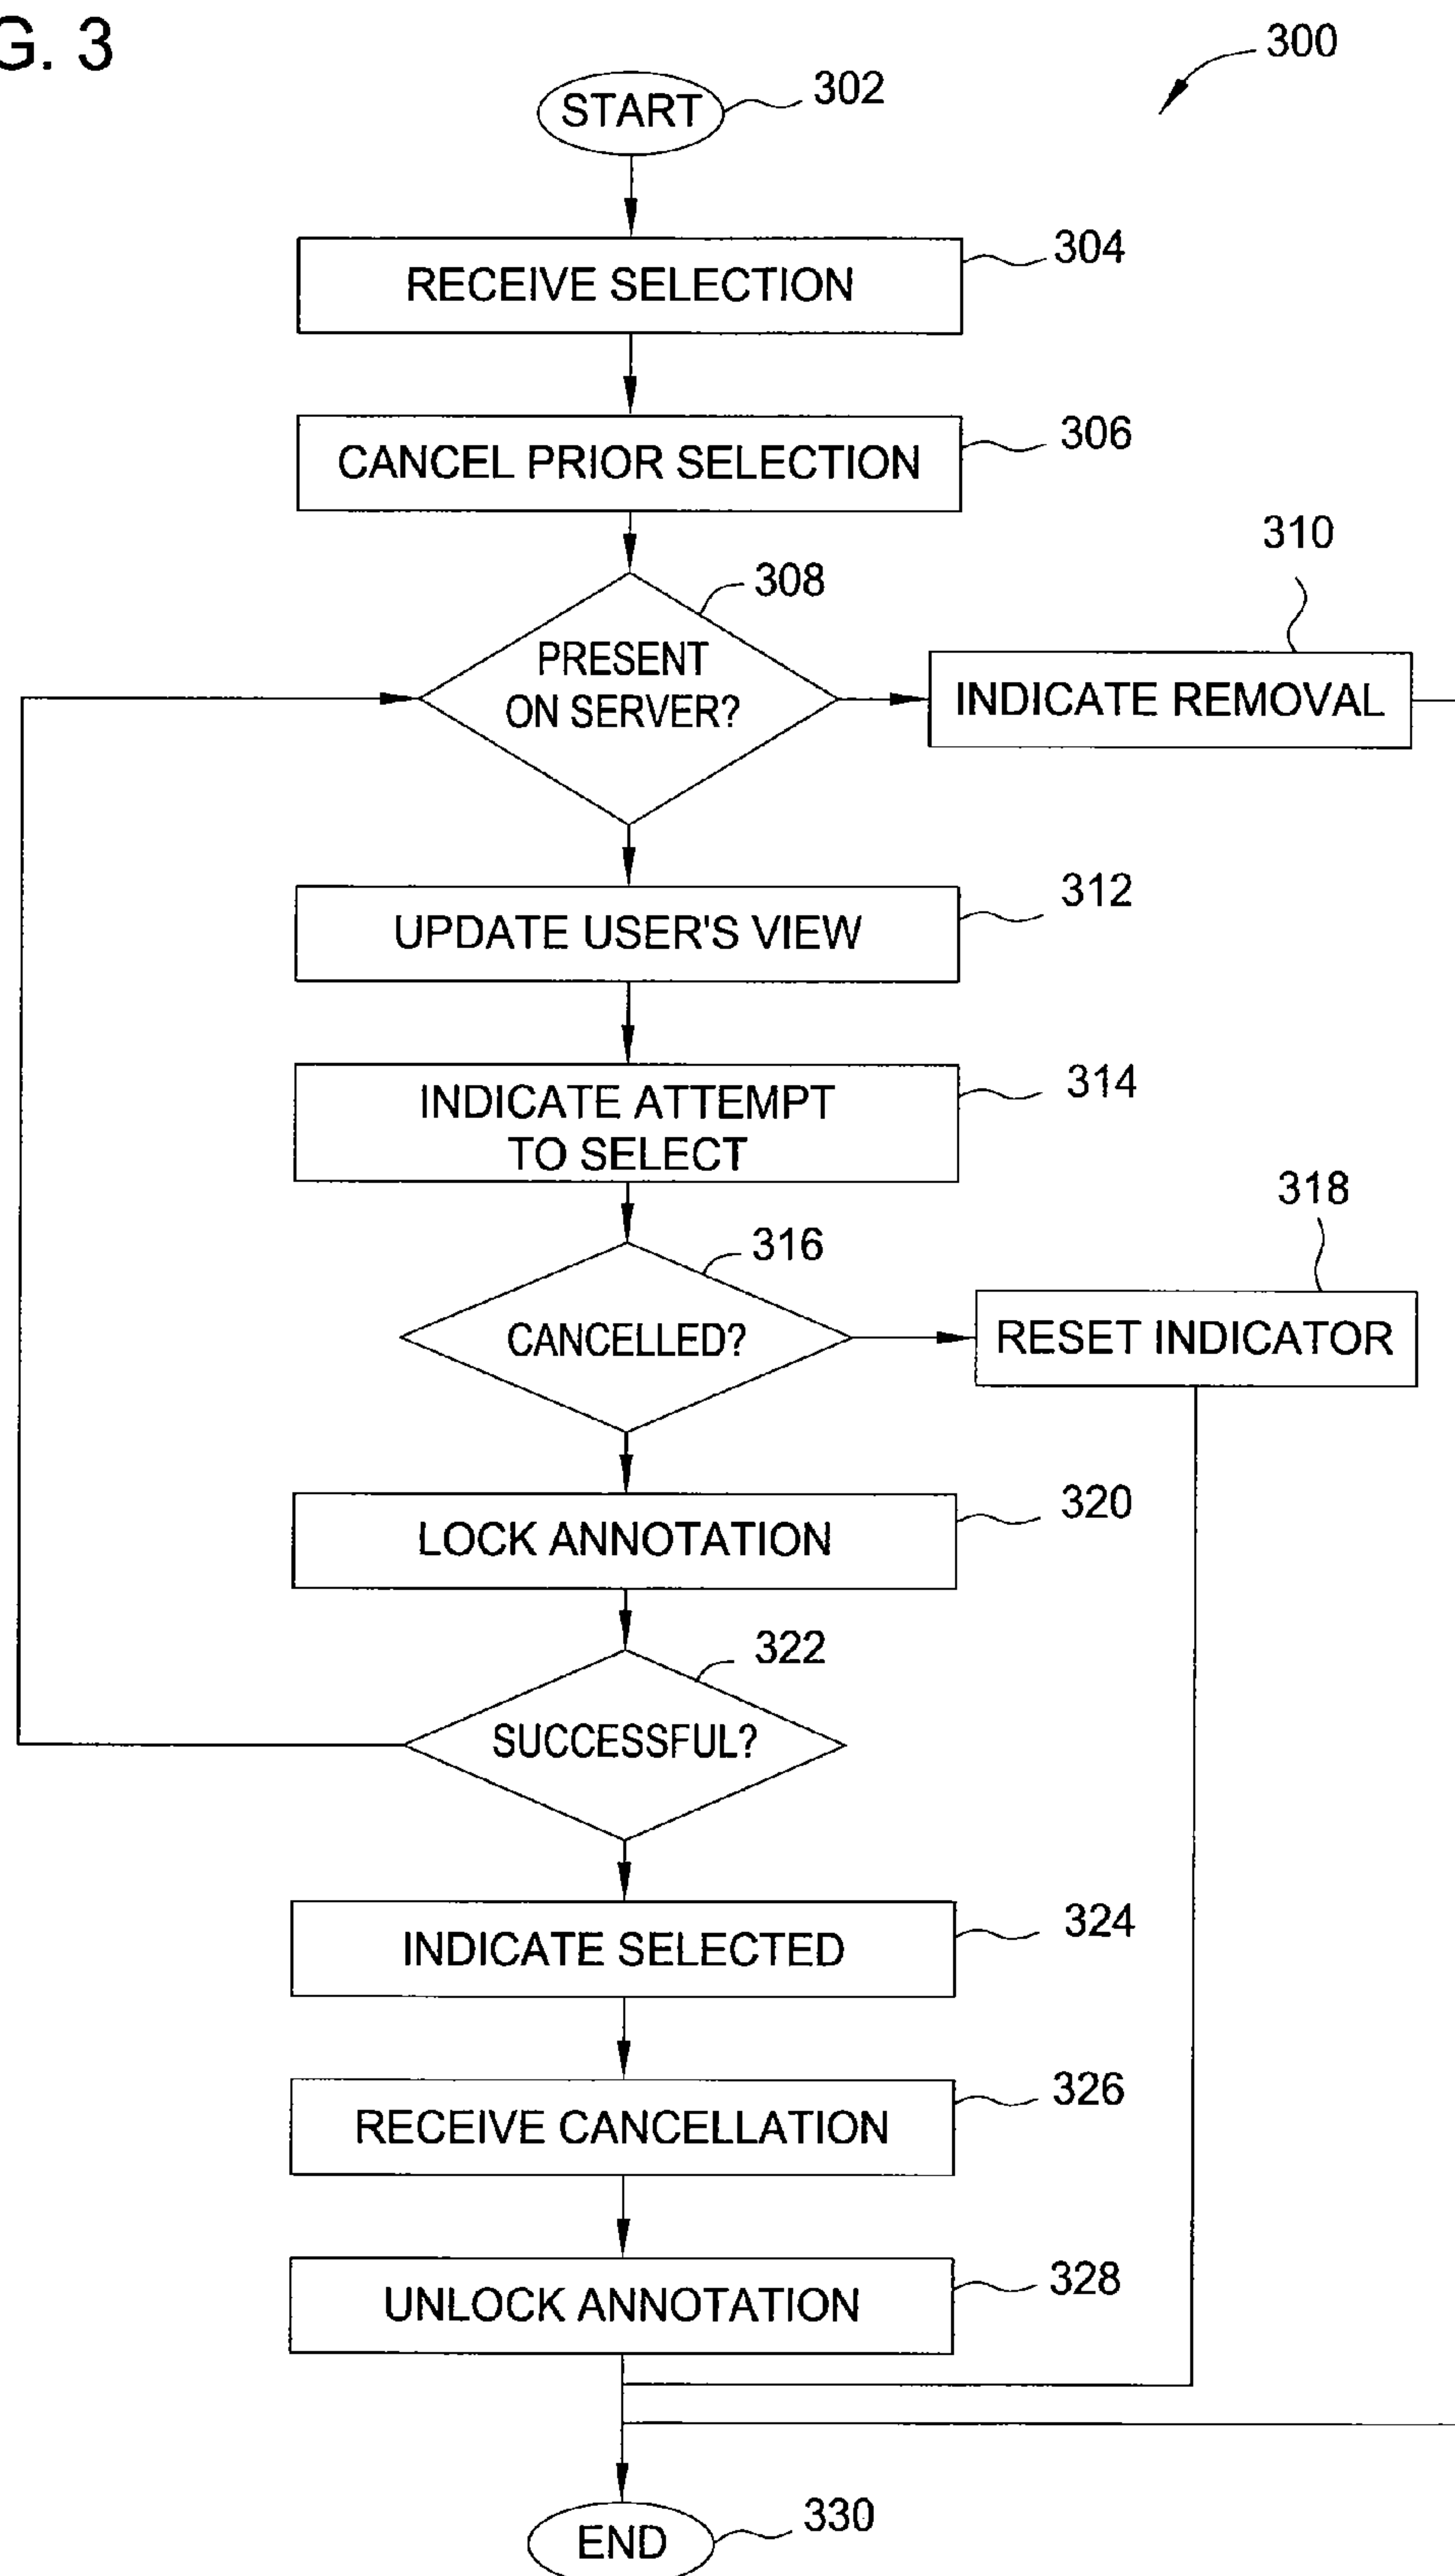 G. 3
300
START
302
RECEIVE SELECTION
304
CANCEL PRIOR SELECTION
306
308
310
PRESENT
ON SERVER?
INDICATE REMOVAL
UPDATE USER'S VIEW
312
INDICATE ATTEMPT
TO SELECT
314
316
318
CANCELLED?
RESET INDICATOR
LOCK ANNOTATION
320
322
SUCCESSFUL?
INDICATE SELECTED
324
RECEIVE CANCELLATION
326
UNLOCK ANNOTATION
328
END
330